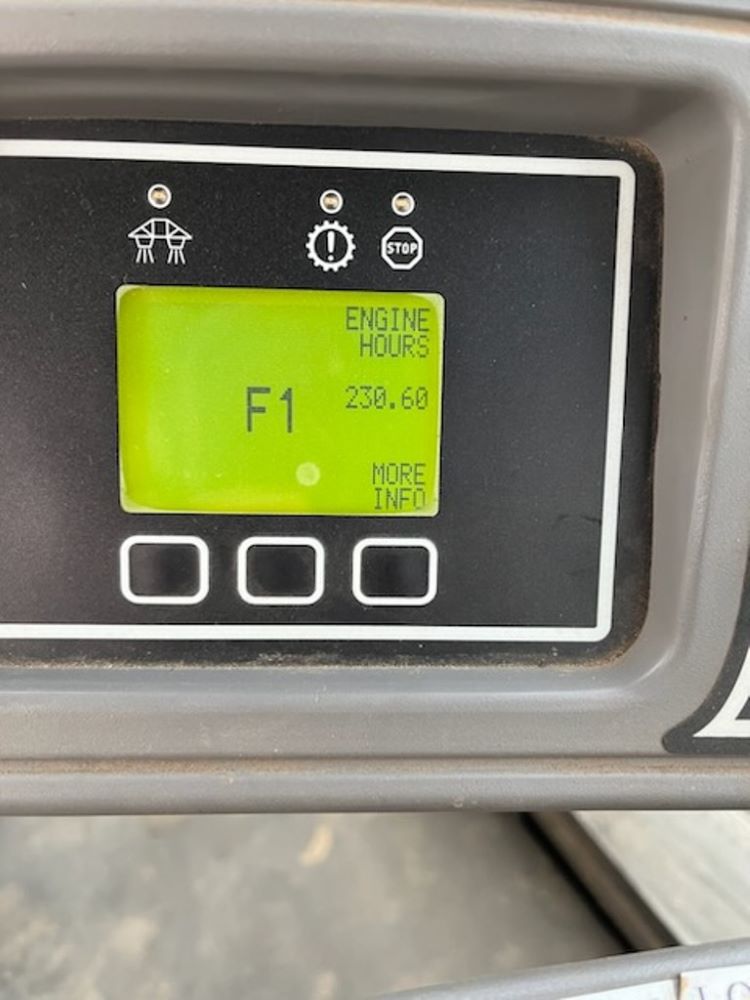 STOP
ENGINE
HOURS
F1 230.60
MORE
INFO